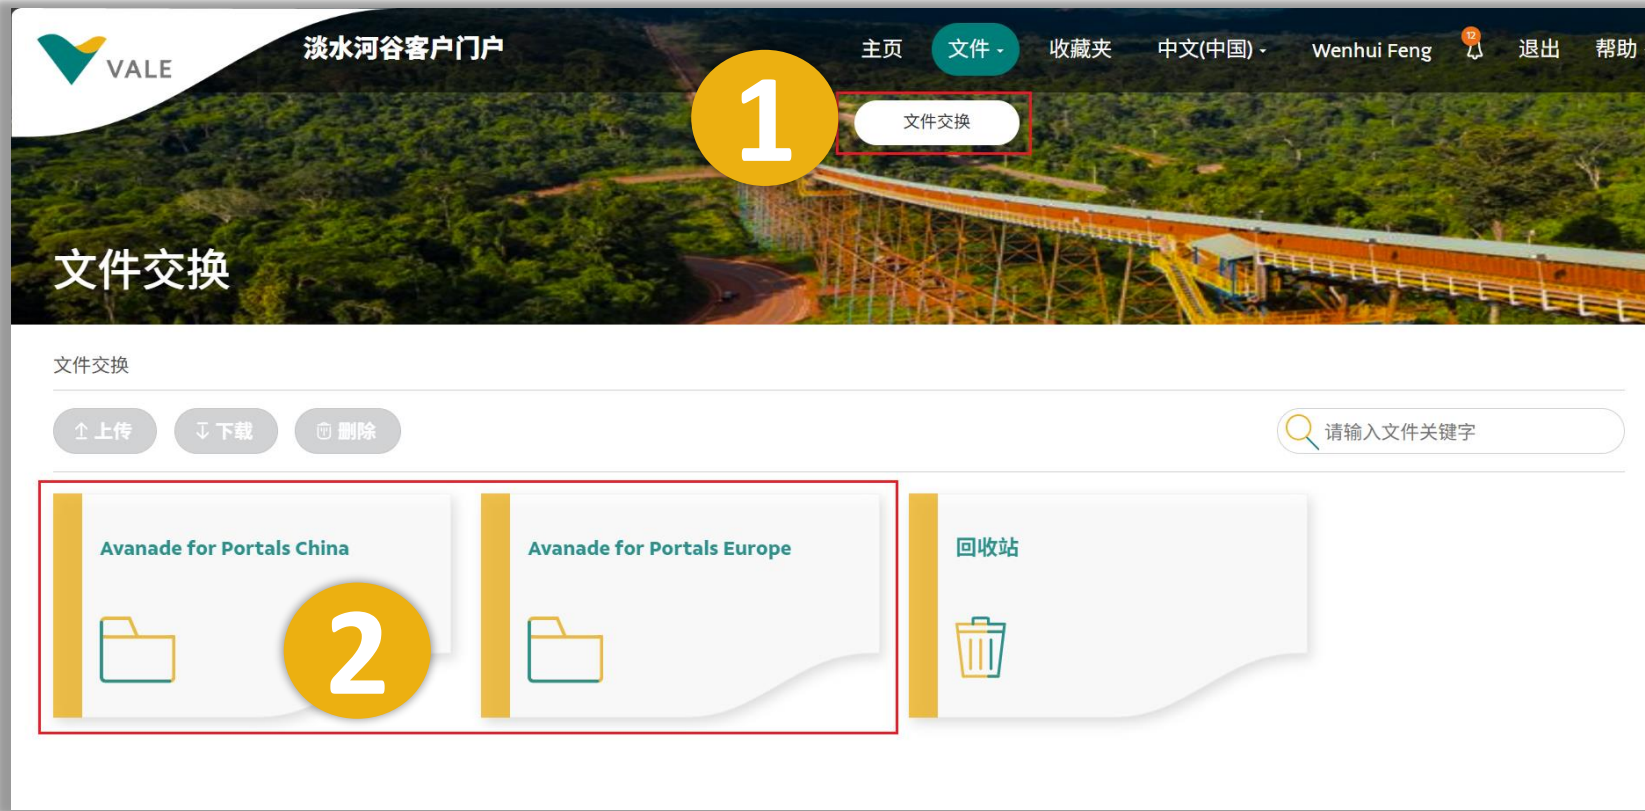 VALE
淡水河谷客户门户
主页
文件
收藏夹
中文(中国)
Wenhui Feng
12
退出
帮助
1
文件交换
文件交换
文件交换
上传
下载
删除
请输入文件关键字
Avanade for Portals China
Avanade for Portals Europe
回收站
2